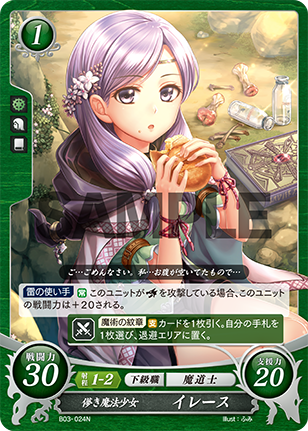 1
SAMPLE
ご…ごめんなさい。私…お腹が空いてたもので…
雷の使い手 常 このユニットが を攻撃している場合、このユニット
の戦闘力は+20される。
魔術の紋章 支 カードを1枚引く。自分の手札を
1枚選び、退避エリアに置く。
戦闘力 30
射程 1-2 下級職 魔道士
支援力 20
儚き魔法少女 イレース
B03-024N
Illust:ふみ